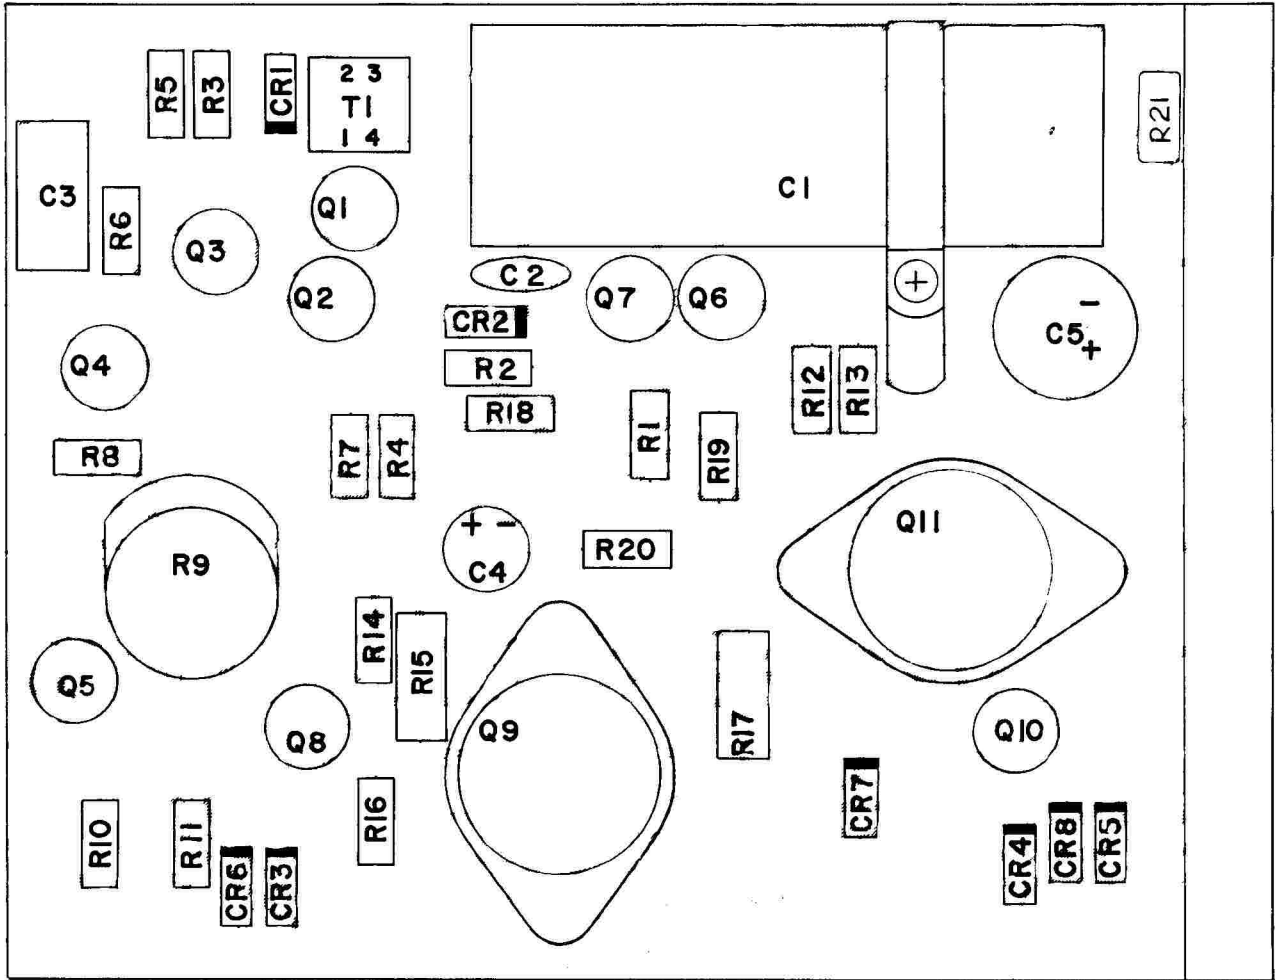 R5
R3
CR1
2 3
T1
1 4
C1
R21
C3
R6
Q3
Q1
Q2
C2
Q7
Q6
+
-
C5
+
CR2
R2
R18
Q4
R8
R7
R4
R1
R19
R12
R13
R9
+ -
C4
R20
Q11
Q5
R14
R15
Q8
Q9
R17
Q10
R10
R11
CR6
CR3
R16
CR7
CR4
CR8
CR5